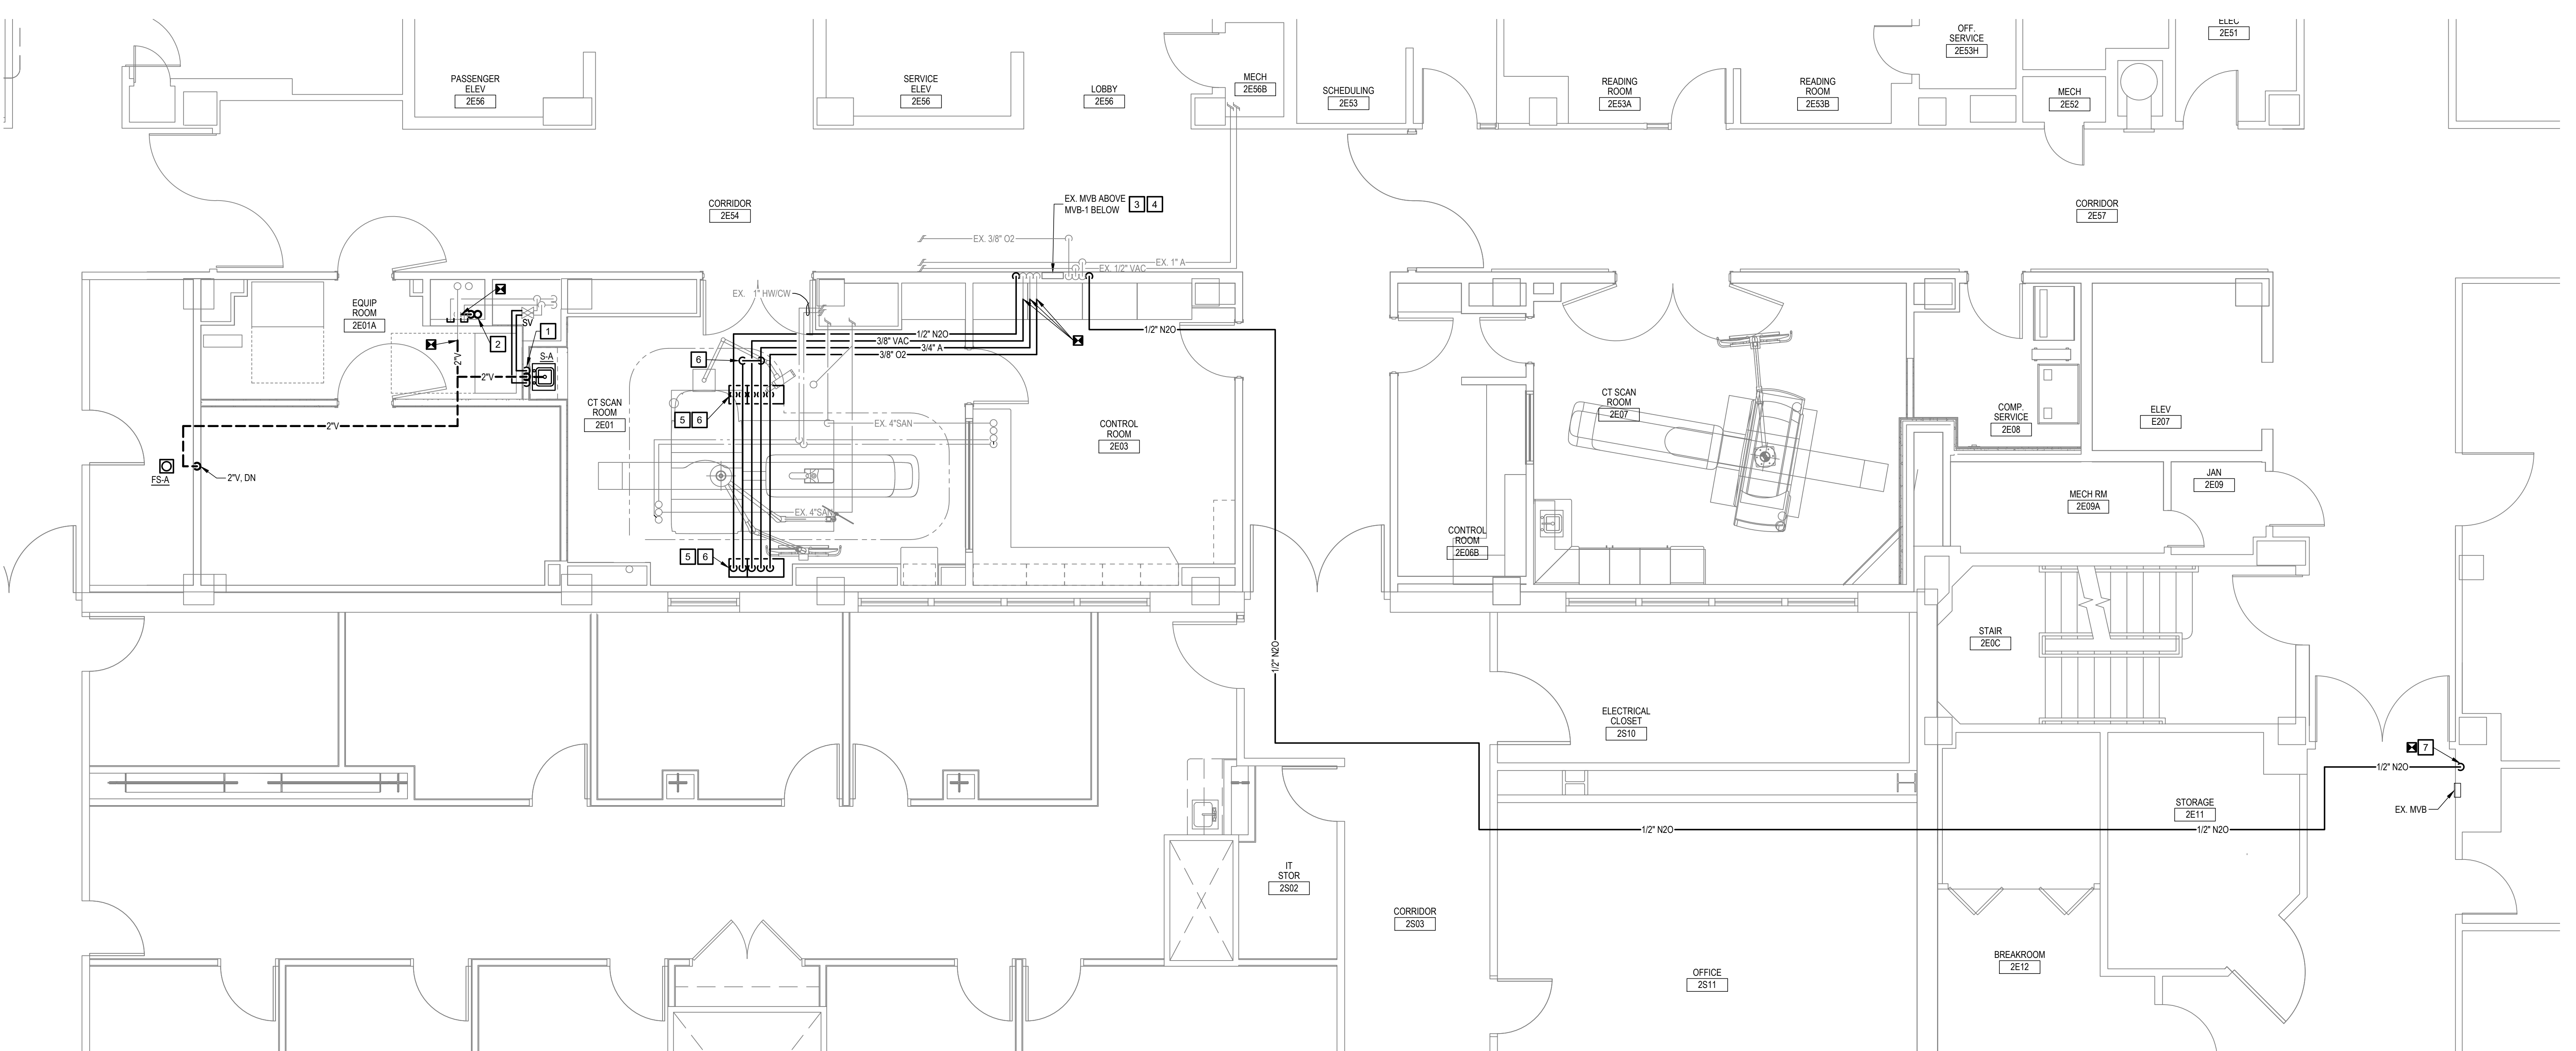 PASSENGER
ELEV
2E56
SERVICE
ELEV
2E56
LOBBY
2E56
MECH
2E56B
SCHEDULING
2E53
READING
ROOM
2E53A
READING
ROOM
2E53B
OFF.
SERVICE
2E53H
MECH
2E52
ELEC
2E51
CORRIDOR
2E54
EX. MVB ABOVE
MVB-1 BELOW
3
4
CORRIDOR
2E57
EX. 3/8" O2
EX. 1" A
EX. 1/2" VAC
EX. 1" HW/CW
EQUIP
ROOM
2E01A
SV
1
2
S-A
2"V
2"V
2"V
FS-A
2"V, DN
1/2" N2O
3/8" VAC
3/4" A
3/8" O2
1/2" N2O
6
5
6
5
6
CT SCAN
ROOM
2E01
EX. 4"SAN
EX. 4"SAN
CONTROL
ROOM
2E03
CT SCAN
ROOM
2E07
CONTROL
ROOM
2E06B
COMP.
SERVICE
2E08
ELEV
E207
MECH RM
2E09A
JAN
2E09
STAIR
2E0C
1/2" N2O
ELECTRICAL
CLOSET
2S10
7
1/2" N2O
EX. MVB
STORAGE
2E11
1/2" N2O
1/2" N2O
IT
STOR
2S02
CORRIDOR
2S03
OFFICE
2S11
BREAKROOM
2E12